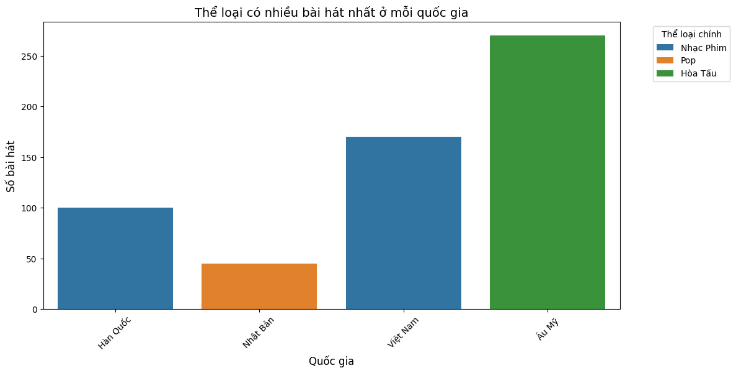 Thể loại có nhiều bài hát nhất ở mỗi quốc gia
Thể loại chính
Nhạc Phim
Pop
Hòa Tấu
Số bài hát
250
200
150
100
50
0
Hàn Quốc
Nhật Bản
Việt Nam
Âu Mỹ
Quốc gia